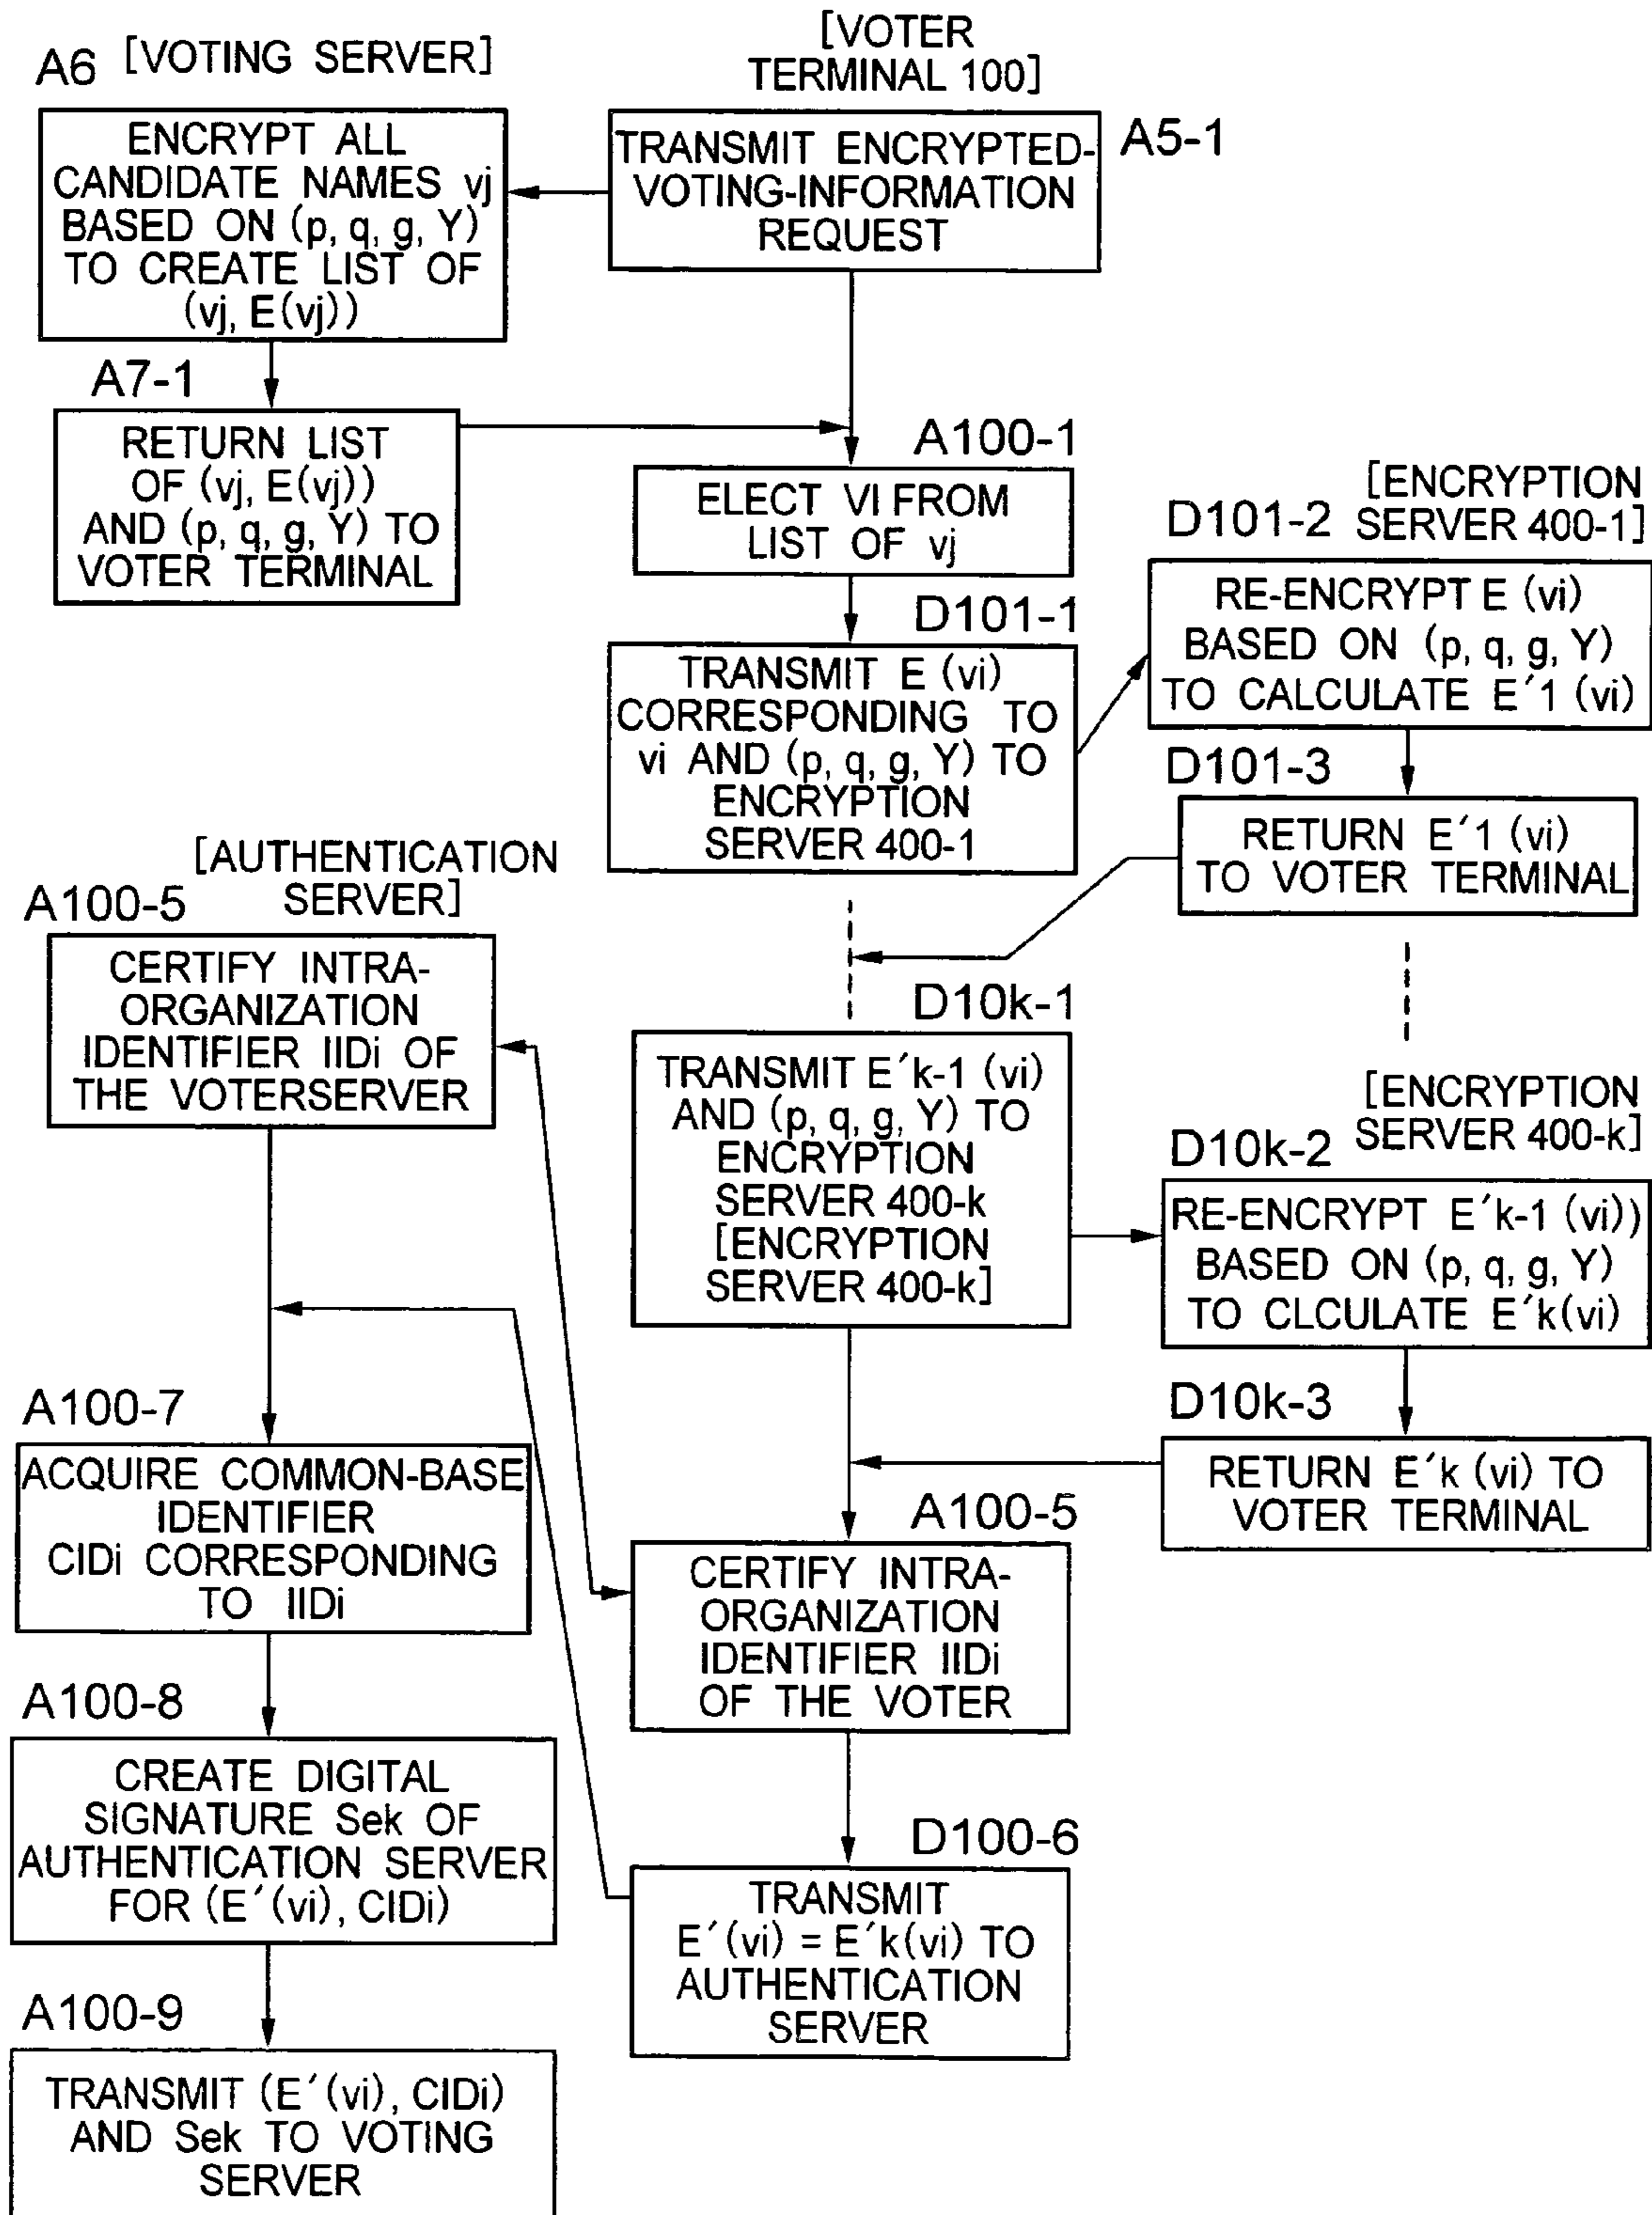 A6 [VOTING SERVER]
ENCRYPT ALL
CANDIDATE NAMES vj
BASED ON (p, q, g, Y)
TO CREATE LIST OF
(vj, E(vj))
[VOTER
TERMINAL 100]
A5-1
TRANSMIT ENCRYPTED-
VOTING-INFORMATION
REQUEST
A7-1
RETURN LIST
OF (vj, E(vj))
AND (p, q, g, Y) TO
VOTER TERMINAL
A100-1
ELECT VI FROM
LIST OF vj
D101-1
TRANSMIT E (vi)
CORRESPONDING TO
vi AND (p, q, g, Y) TO
ENCRYPTION
SERVER 400-1
[ENCRYPTION
SERVER 400-1]
D101-2
RE-ENCRYPT E (vi)
BASED ON (p, q, g, Y)
TO CALCULATE E´1 (vi)
D101-3
RETURN E´1 (vi)
TO VOTER TERMINAL
[AUTHENTICATION
SERVER]
A100-5
CERTIFY INTRA-
ORGANIZATION
IDENTIFIER IIDi OF
THE VOTERSERVER
D10k-1
TRANSMIT E´k-1 (vi)
AND (p, q, g, Y) TO
ENCRYPTION
SERVER 400-k
[ENCRYPTION
SERVER 400-k]
[ENCRYPTION
SERVER 400-k]
D10k-2
RE-ENCRYPT E´k-1 (vi))
BASED ON (p, q, g, Y)
TO CLCULATE E´k(vi)
D10k-3
RETURN E´k (vi) TO
VOTER TERMINAL
A100-7
ACQUIRE COMMON-BASE
IDENTIFIER
CIDi CORRESPONDING
TO IIDi
A100-5
CERTIFY INTRA-
ORGANIZATION
IDENTIFIER IIDi
OF THE VOTER
A100-8
CREATE DIGITAL
SIGNATURE Sek OF
AUTHENTICATION SERVER
FOR (E´(vi), CIDi)
D100-6
TRANSMIT
E´(vi) = E´k(vi) TO
AUTHENTICATION
SERVER
A100-9
TRANSMIT (E´(vi), CIDi)
AND Sek TO VOTING
SERVER